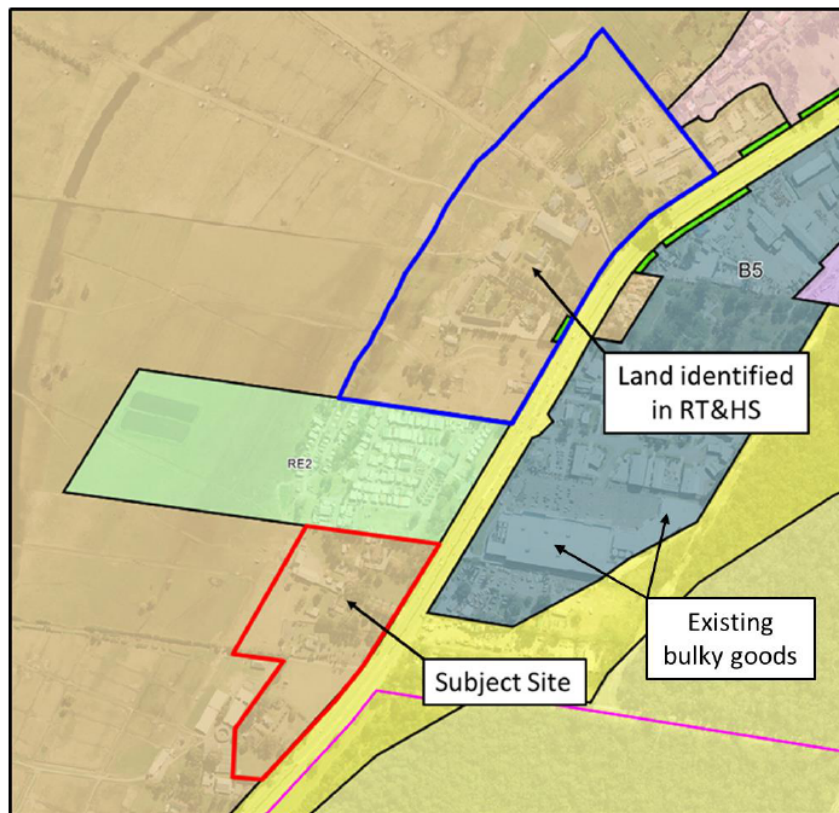 B5
Land identified
in RT&HS
RE2
Existing
bulky goods
Subject Site